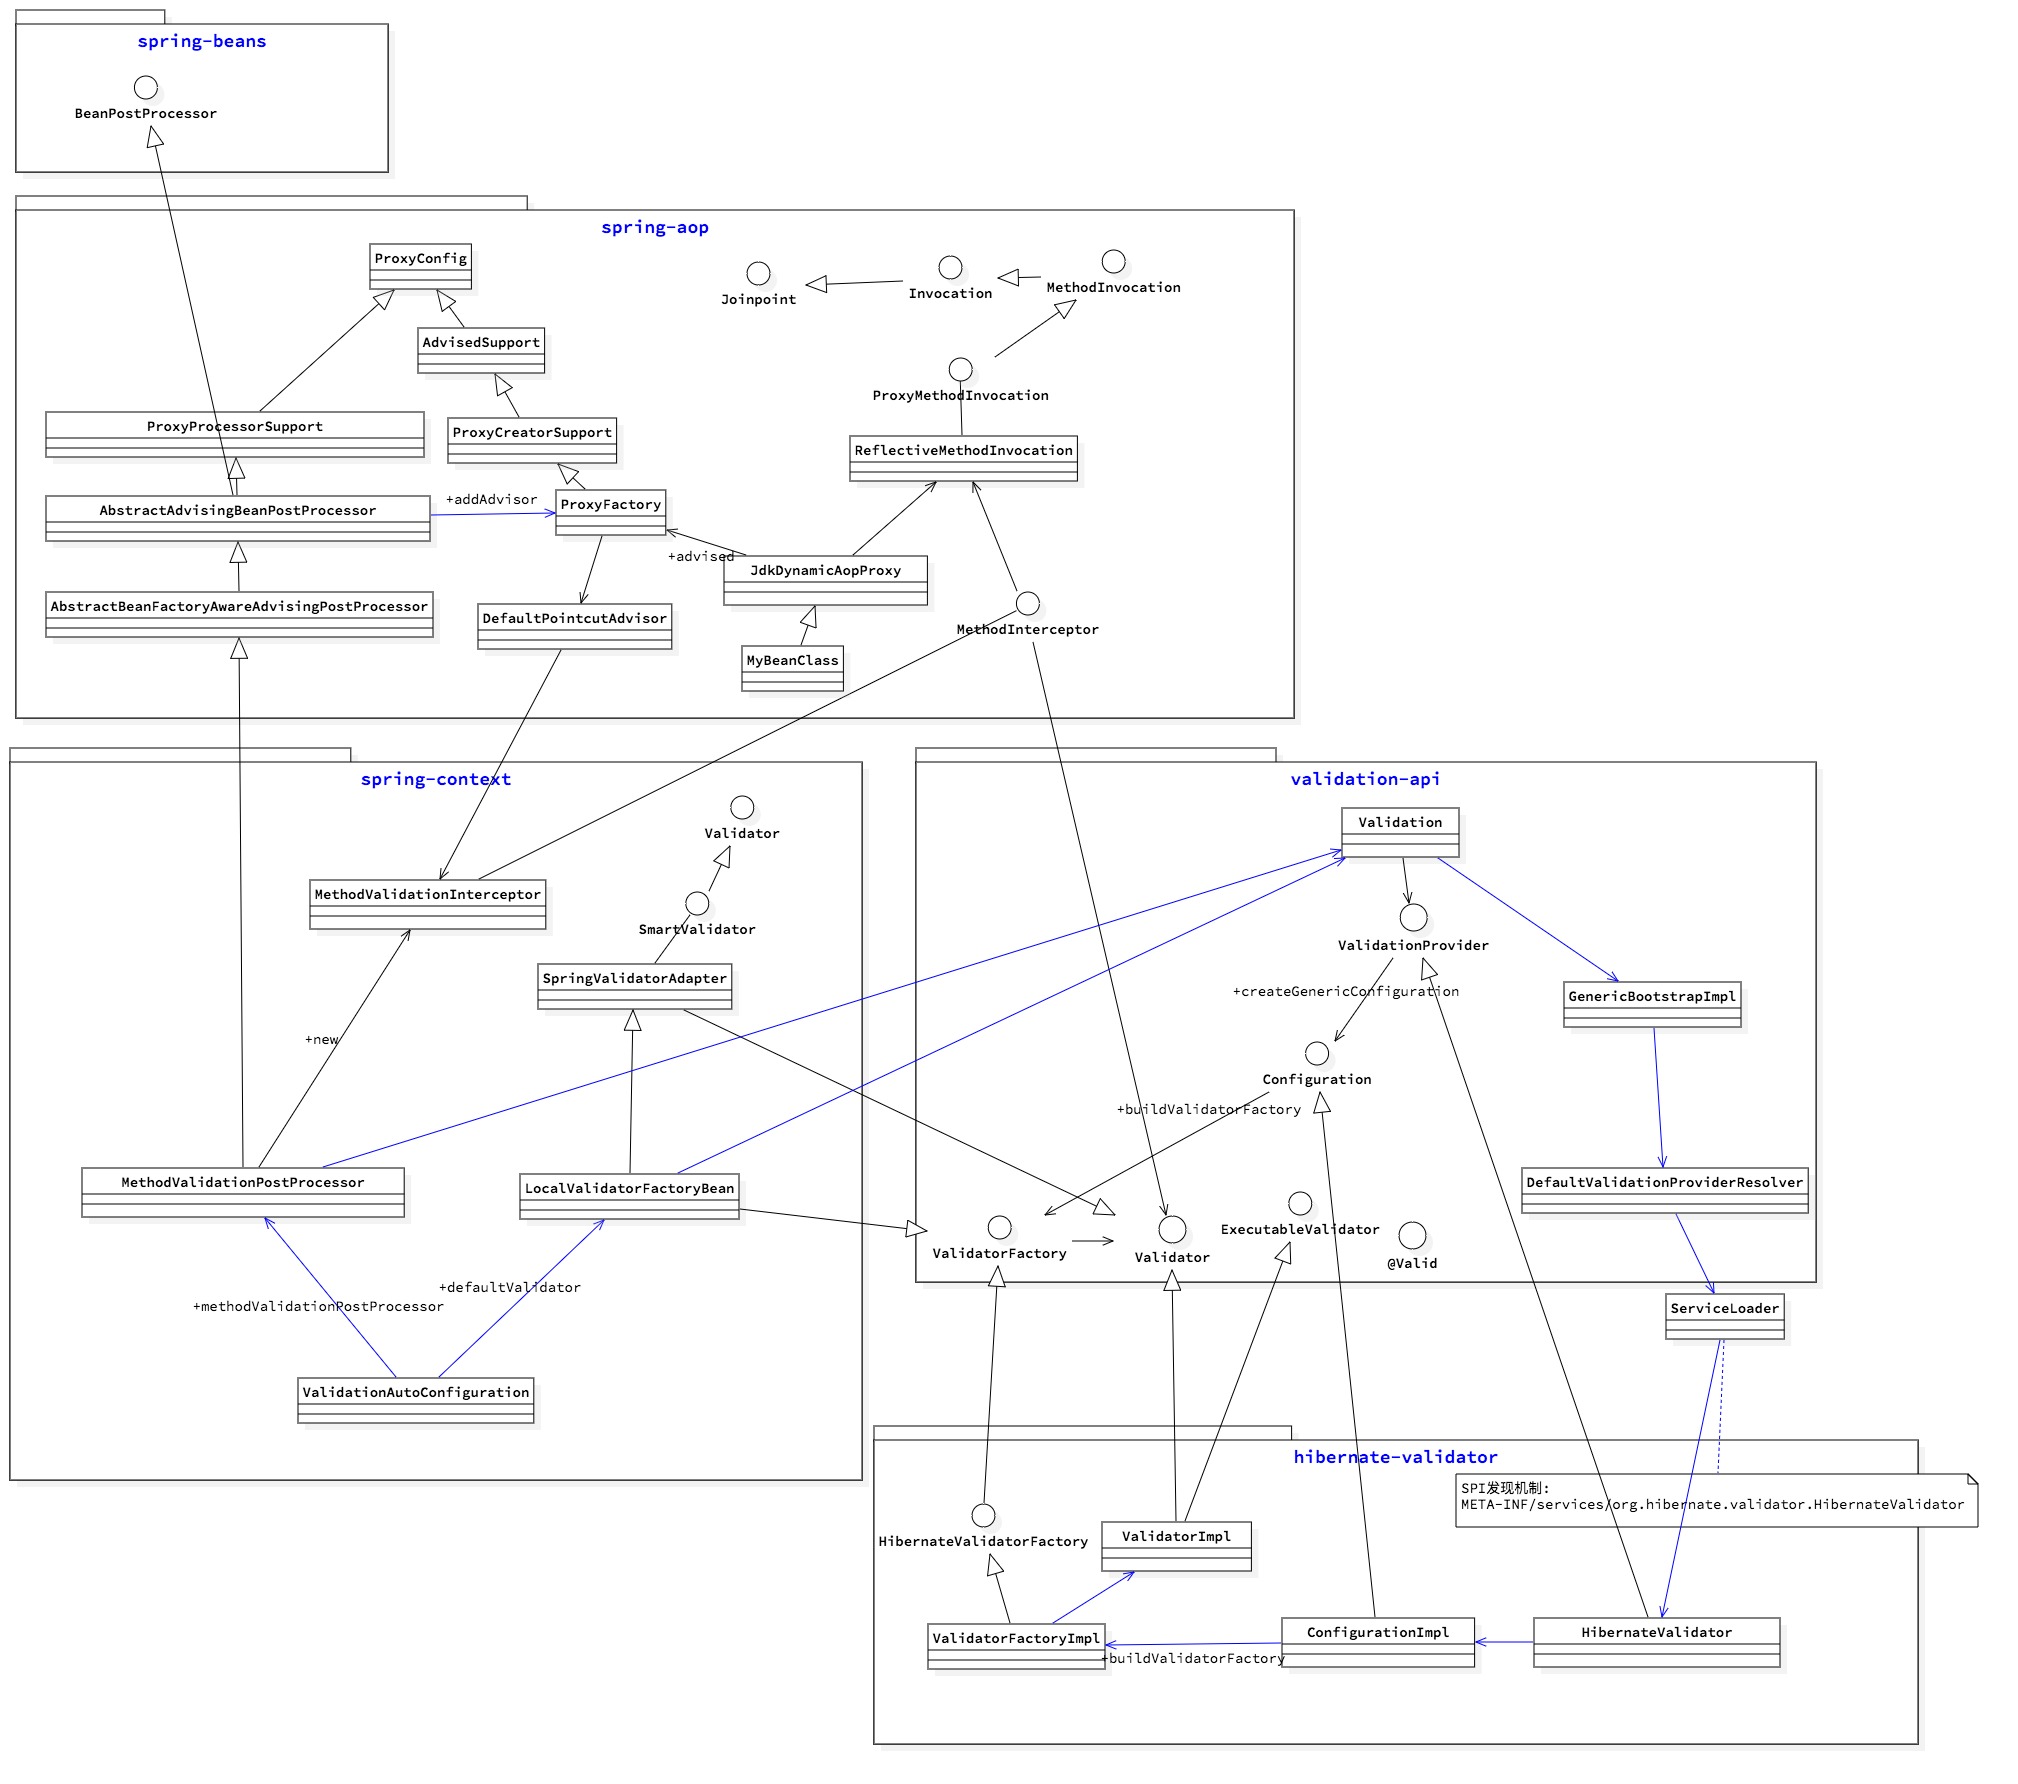 spring-beans
BeanPostProcessor
spring-aop
ProxyConfig
Joinpoint
Invocation
MethodInvocation
AdvisedSupport
ProxyMethodInvocation
ProxyProcessorSupport
ProxyCreatorSupport
ReflectiveMethodInvocation
AbstractAdvisingBeanPostProcessor
+addAdvisor
ProxyFactory
+advised
JdkDynamicAopProxy
AbstractBeanFactoryAwareAdvisingPostProcessor
DefaultPointcutAdvisor
MethodInterceptor
MyBeanClass
spring-context
Validator
MethodValidationInterceptor
SmartValidator
SpringValidatorAdapter
+new
MethodValidationPostProcessor
LocalValidatorFactoryBean
+defaultValidator
+methodValidationPostProcessor
ValidationAutoConfiguration
validation-api
Validation
ValidationProvider
+createGenericConfiguration
GenericBootstrapImpl
Configuration
+buildValidatorFactory
DefaultValidationProviderResolver
ValidatorFactory
Validator
ExecutableValidator
@Valid
ServiceLoader
hibernate-validator
SPI发现机制:
META-INF/services/org.hibernate.validator.HibernateValidator
HibernateValidatorFactory
ValidatorImpl
ValidatorFactoryImpl
+buildValidatorFactory
ConfigurationImpl
HibernateValidator